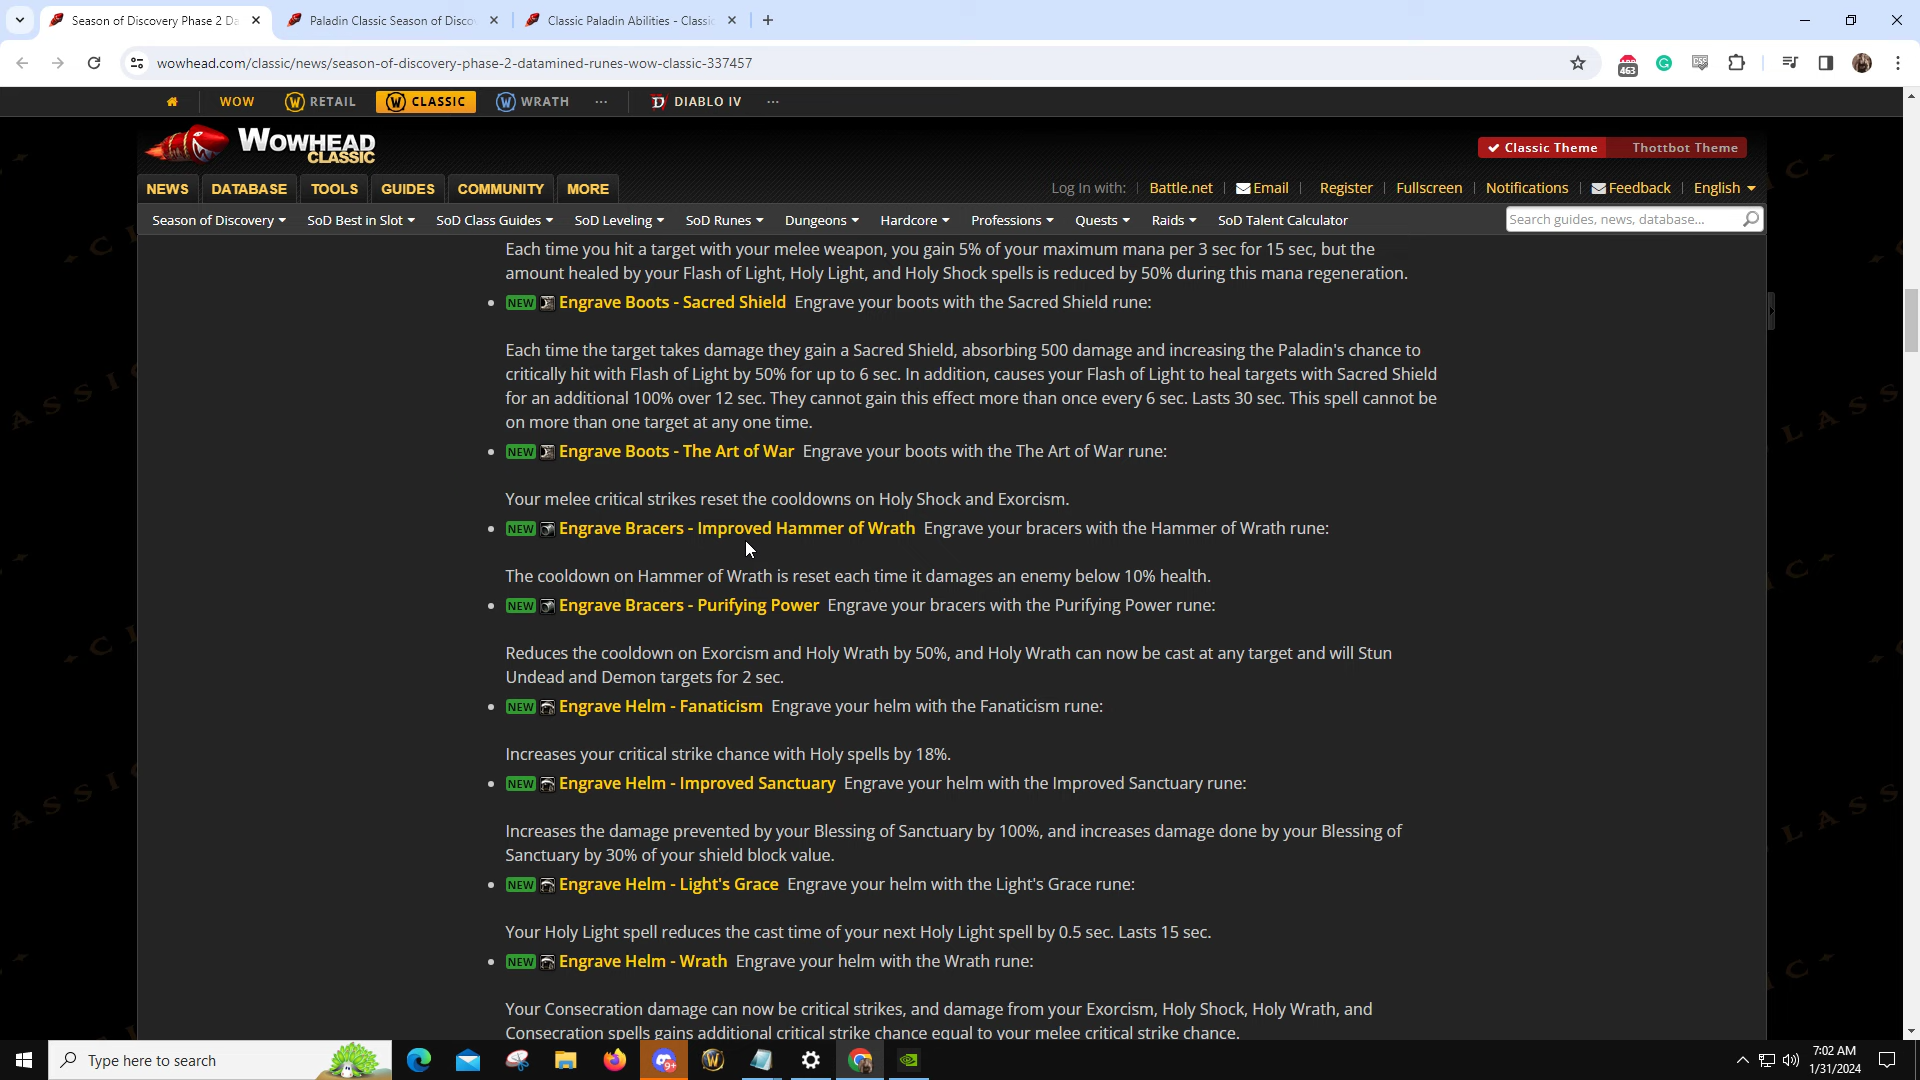 Season of Discovery Phase 2 Da
Paladin Classic Season of Disco
Classic Paladin Abilities - Classic
wowhead.com/classic/news/season-of-discovery-phase-2-datamined-runes-wow-classic-337457
463
WOW
RETAIL
CLASSIC
WRATH
DIABLO IV
WOWHEAD
CLASSIC
Classic Theme
Thottbot Theme
NEWS
DATABASE
TOOLS
GUIDES
COMMUNITY
MORE
Log In with:
Battle.net
Email
Register
Fullscreen
Notifications
Feedback
English
Season of Discovery
SoD Best in Slot
SoD Class Guides
SoD Leveling
SoD Runes
Dungeons
Hardcore
Professions
Quests
Raids
SoD Talent Calculator
Search guides, news, database...
Each time you hit a target with your melee weapon, you gain 5% of your maximum mana per 3 sec for 15 sec, but the
amount healed by your Flash of Light, Holy Light, and Holy Shock spells is reduced by 50% during this mana regeneration.
NEW Engrave Boots - Sacred Shield Engrave your boots with the Sacred Shield rune:
Each time the target takes damage they gain a Sacred Shield, absorbing 500 damage and increasing the Paladin's chance to
critically hit with Flash of Light by 50% for up to 6 sec. In addition, causes your Flash of Light to heal targets with Sacred Shield
for an additional 100% over 12 sec. They cannot gain this effect more than once every 6 sec. Lasts 30 sec. This spell cannot be
on more than one target at any one time.
NEW Engrave Boots - The Art of War Engrave your boots with the The Art of War rune:
Your melee critical strikes reset the cooldowns on Holy Shock and Exorcism.
NEW Engrave Bracers - Improved Hammer of Wrath Engrave your bracers with the Hammer of Wrath rune:
The cooldown on Hammer of Wrath is reset each time it damages an enemy below 10% health.
NEW Engrave Bracers - Purifying Power Engrave your bracers with the Purifying Power rune:
Reduces the cooldown on Exorcism and Holy Wrath by 50%, and Holy Wrath can now be cast at any target and will Stun
Undead and Demon targets for 2 sec.
NEW Engrave Helm - Fanaticism Engrave your helm with the Fanaticism rune:
Increases your critical strike chance with Holy spells by 18%.
NEW Engrave Helm - Improved Sanctuary Engrave your helm with the Improved Sanctuary rune:
Increases the damage prevented by your Blessing of Sanctuary by 100%, and increases damage done by your Blessing of
Sanctuary by 30% of your shield block value.
NEW Engrave Helm - Light's Grace Engrave your helm with the Light's Grace rune:
Your Holy Light spell reduces the cast time of your next Holy Light spell by 0.5 sec. Lasts 15 sec.
NEW Engrave Helm - Wrath Engrave your helm with the Wrath rune:
Your Consecration damage can now be critical strikes, and damage from your Exorcism, Holy Shock, Holy Wrath, and
Consecration spells gains additional critical strike chance equal to your melee critical strike chance.
Type here to search
7:02 AM
1/31/2024